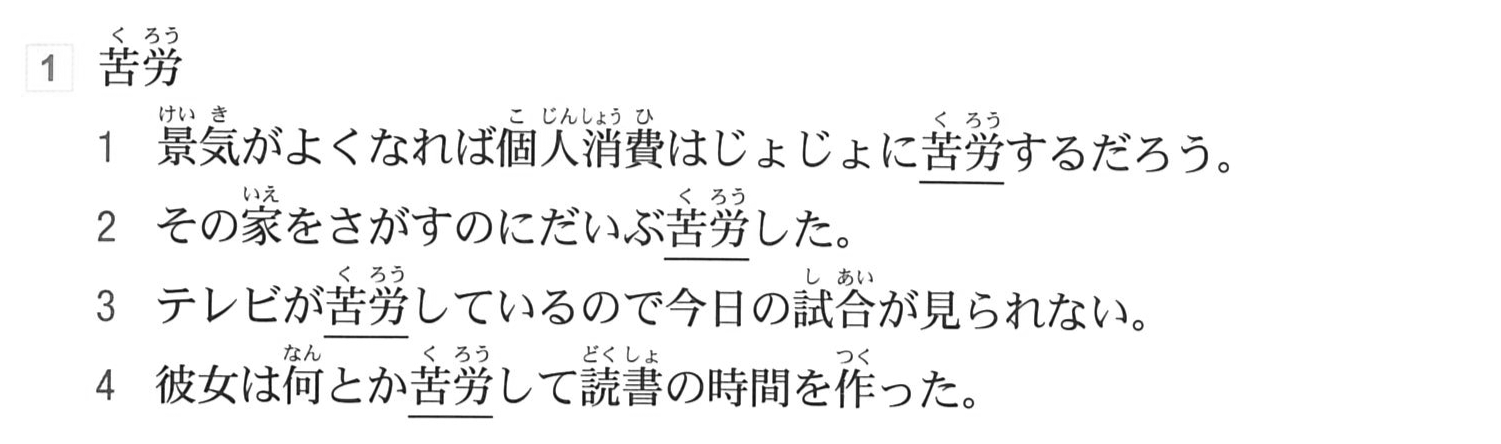 くろう
1 苦労
けいき こじんしょうひ くろう
1 景気がよくなれば個人消費はじょじょに苦労するだろう。
いえ くろう
2 その家をさがすのにだいぶ苦労した。
くろう しあい
3 テレビが苦労しているので今日の試合が見られない。
なん くろう どくしょ つく
4 彼女は何とか苦労して読書の時間を作った。